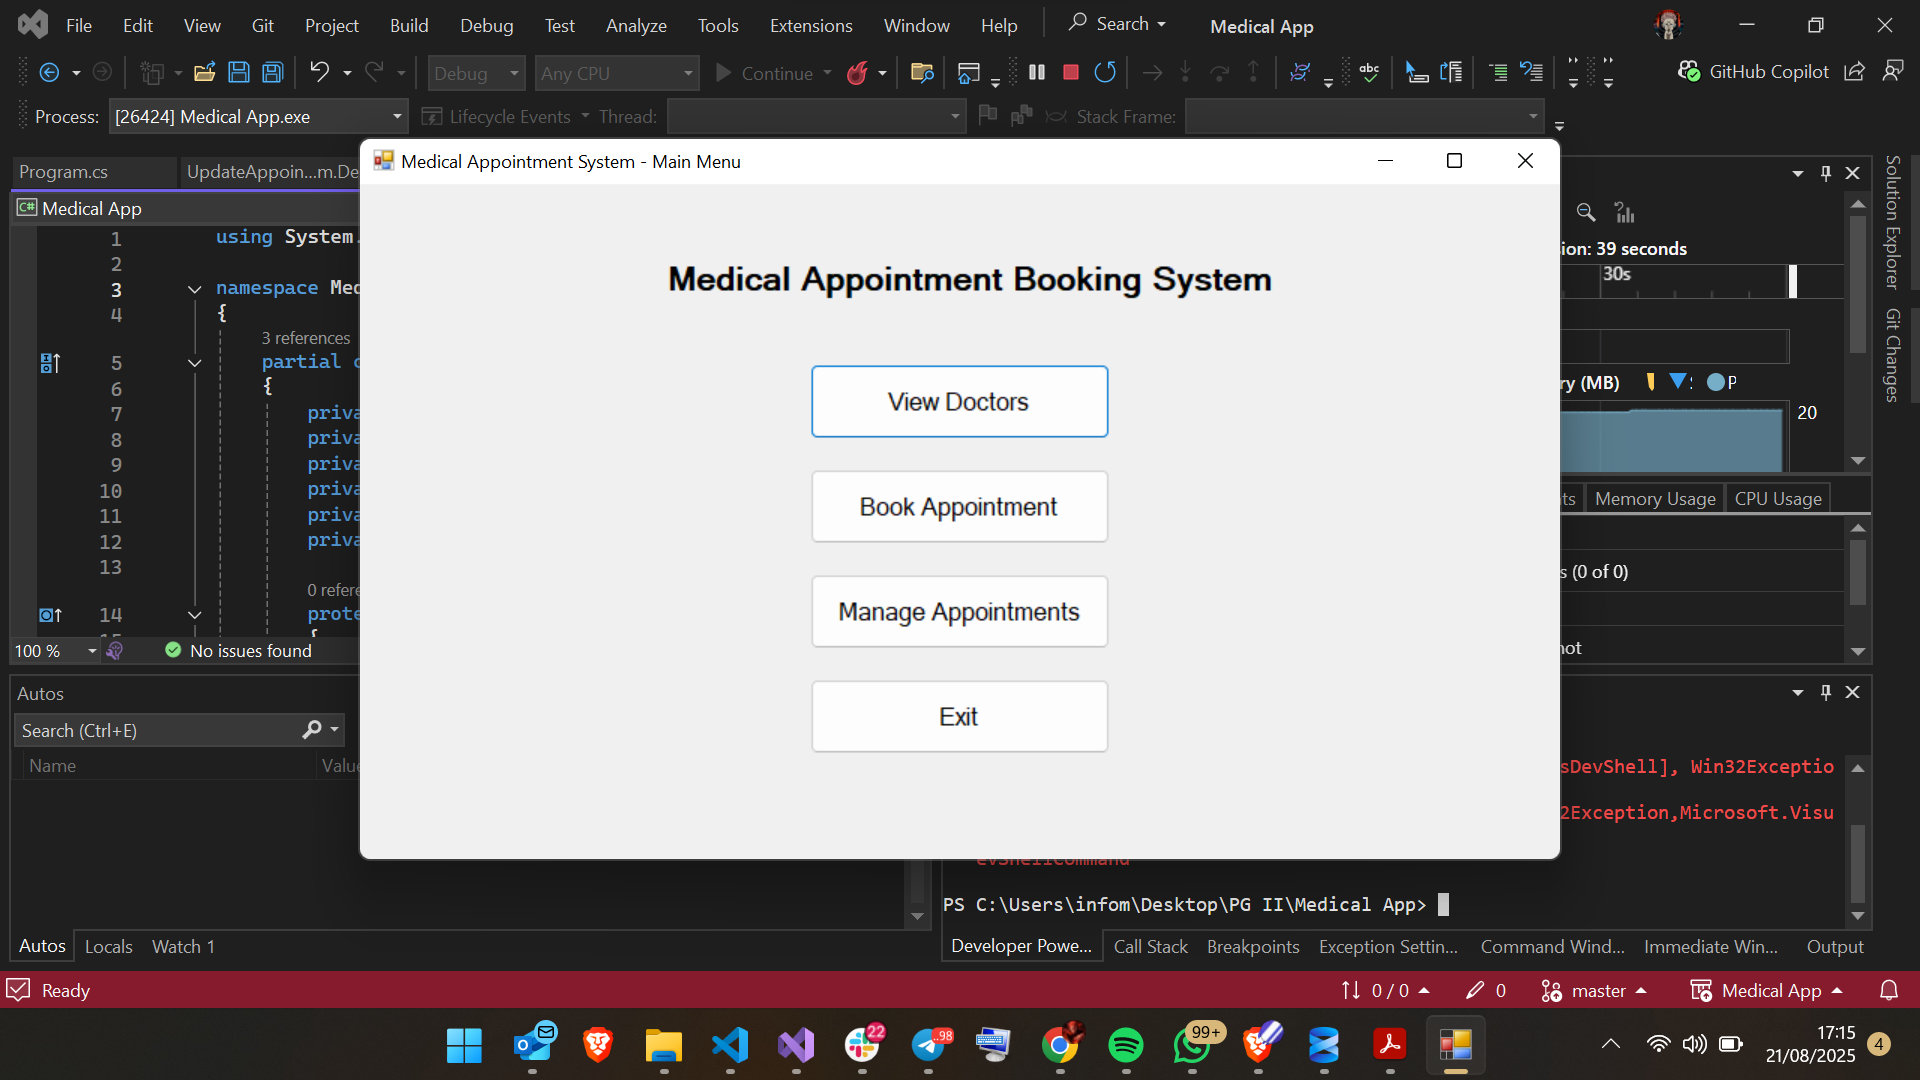 File Edit View Git Project Build Debug Test Analyze Tools Extensions Window Help Search Medical App
Debug Any CPU Continue GitHub Copilot
Process: [26424] Medical App.exe Lifecycle Events Thread: Stack Frame:
Program.cs UpdateAppoin...m.De
Medical App
1 using System.
2
3 namespace Med
4 {
3 references
5 partial c
6 {
7 priva
8 priva
9 priva
10 priva
11 priva
12 priva
13
0 refere
14 prote
{
100 % No issues found
Medical Appointment System - Main Menu
Medical Appointment Booking System
View Doctors
Book Appointment
Manage Appointments
Exit
ion: 39 seconds
30s
ry (MB) P
20
ts Memory Usage CPU Usage
s (0 of 0)
not
Solution Explorer
Git Changes
Autos
Search (Ctrl+E)
Name Value
Autos Locals Watch 1
sDevShell], Win32Exceptio
2Exception,Microsoft.Visu
evShellCommand
PS C:\Users\infom\Desktop\PG II\Medical App>
Developer Powe... Call Stack Breakpoints Exception Settin... Command Wind... Immediate Win... Output
Ready 0 / 0 0 master Medical App
22 ..98 99+
17:15
21/08/2025 4